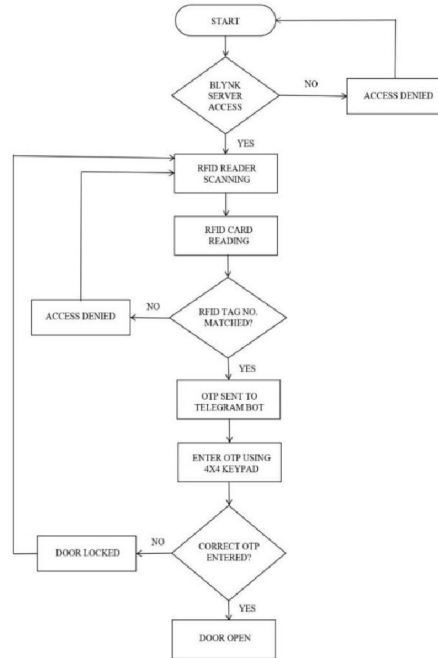 START
BLYNK
SERVER
ACCESS
NO
ACCESS DENIED
YES
RFID READER
SCANNING
RFID CARD
READING
ACCESS DENIED
NO
RFID TAG NO.
MATCHED?
YES
OTP SENT TO
TELEGRAM BOT
ENTER OTP USING
4X4 KEYPAD
DOOR LOCKED
NO
CORRECT OTP
ENTERED?
YES
DOOR OPEN